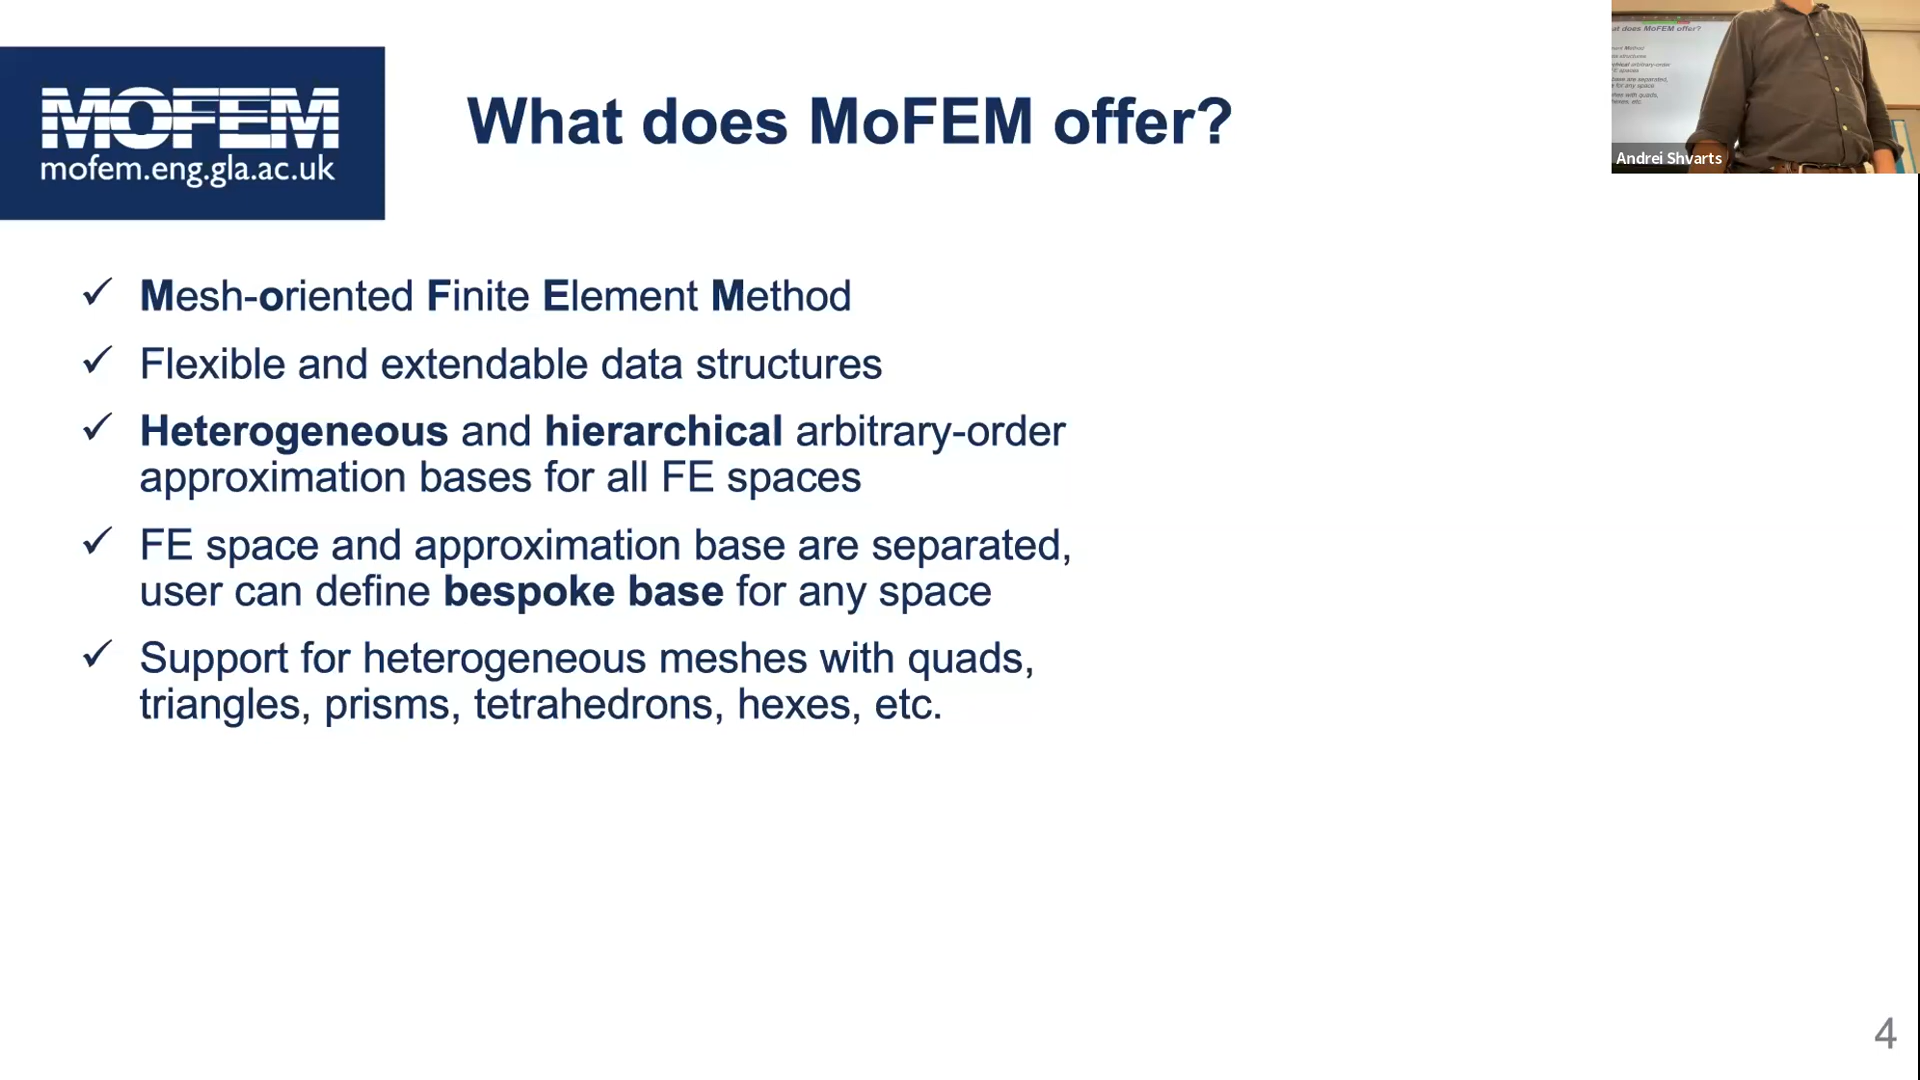 MOFEM
mofem.eng.gla.ac.uk
What does MoFEM offer?
✓ Mesh-oriented Finite Element Method
✓ Flexible and extendable data structures
✓ Heterogeneous and hierarchical arbitrary-order
approximation bases for all FE spaces
✓ FE space and approximation base are separated,
user can define bespoke base for any space
✓ Support for heterogeneous meshes with quads,
triangles, prisms, tetrahedrons, hexes, etc.
does MoFEM offer?
Andrei Shvarts
4